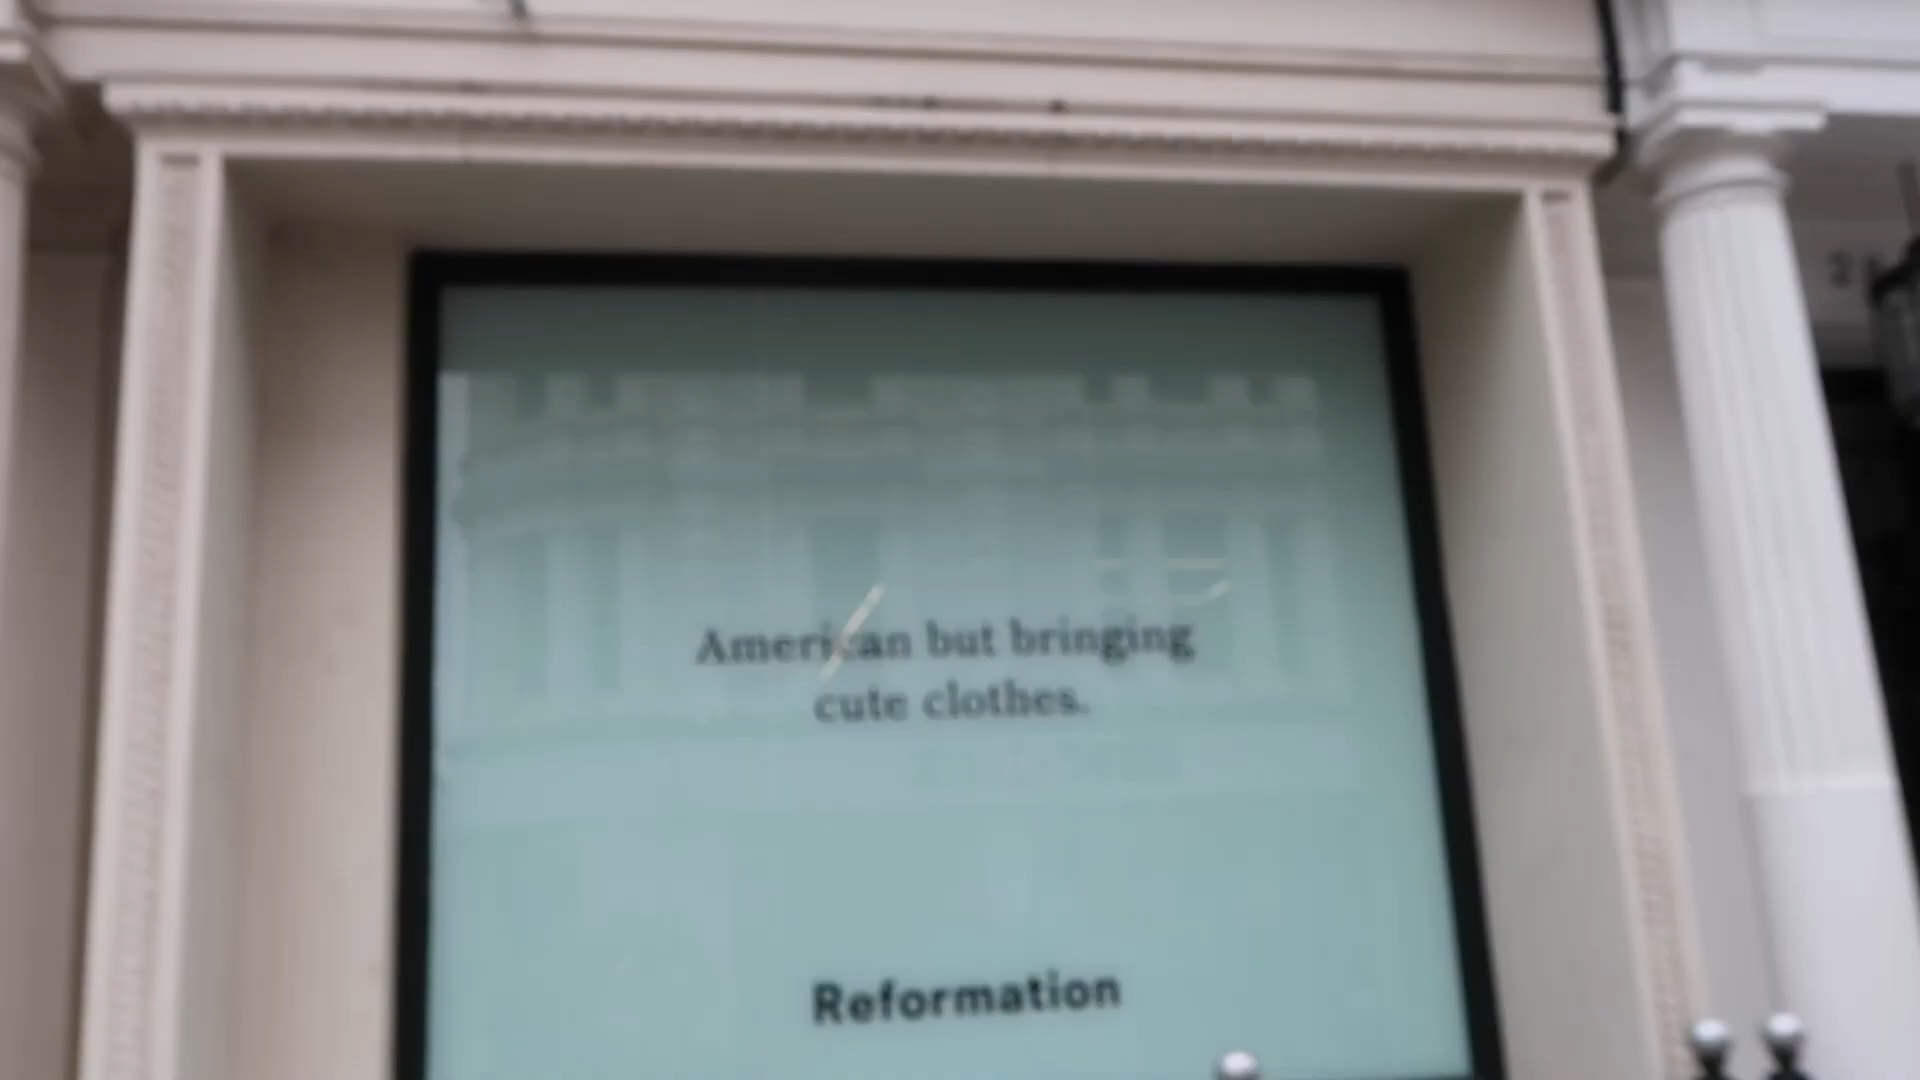 American but bringing
cute clothes.
Reformation